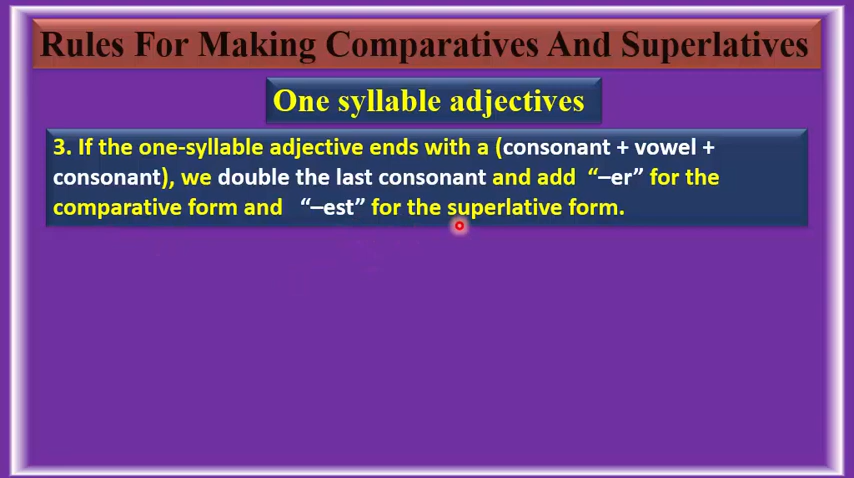 Rules For Making Comparatives And Superlatives
One syllable adjectives
3. If the one-syllable adjective ends with a (consonant + vowel +
consonant), we double the last consonant and add “–er” for the
comparative form and “–est” for the superlative form.